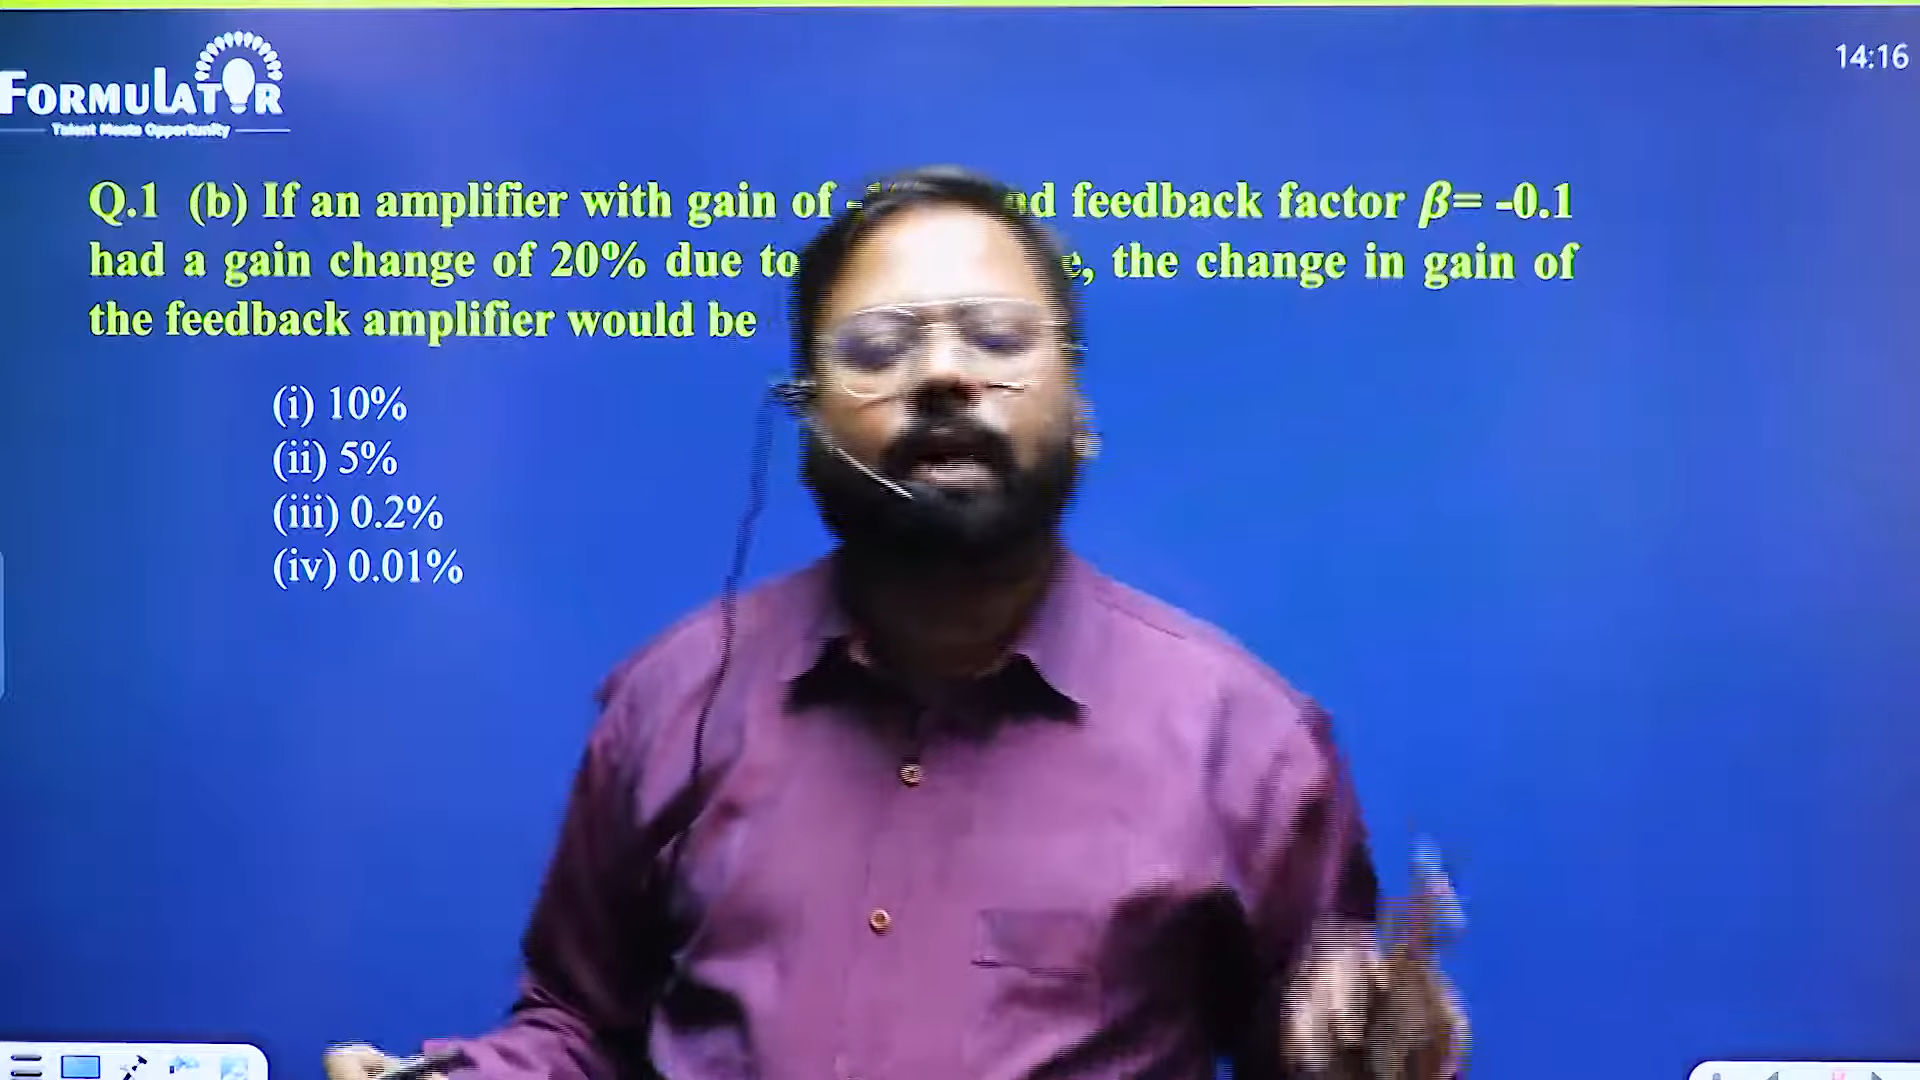 FORMULATOR
Talent Meets Opportunity
14:16
Q.1 (b) If an amplifier with gain of feedback factor β= -0.1
had a gain change of 20% due to the change in gain of
the feedback amplifier would be
(i) 10%
(ii) 5%
(iii) 0.2%
(iv) 0.01%